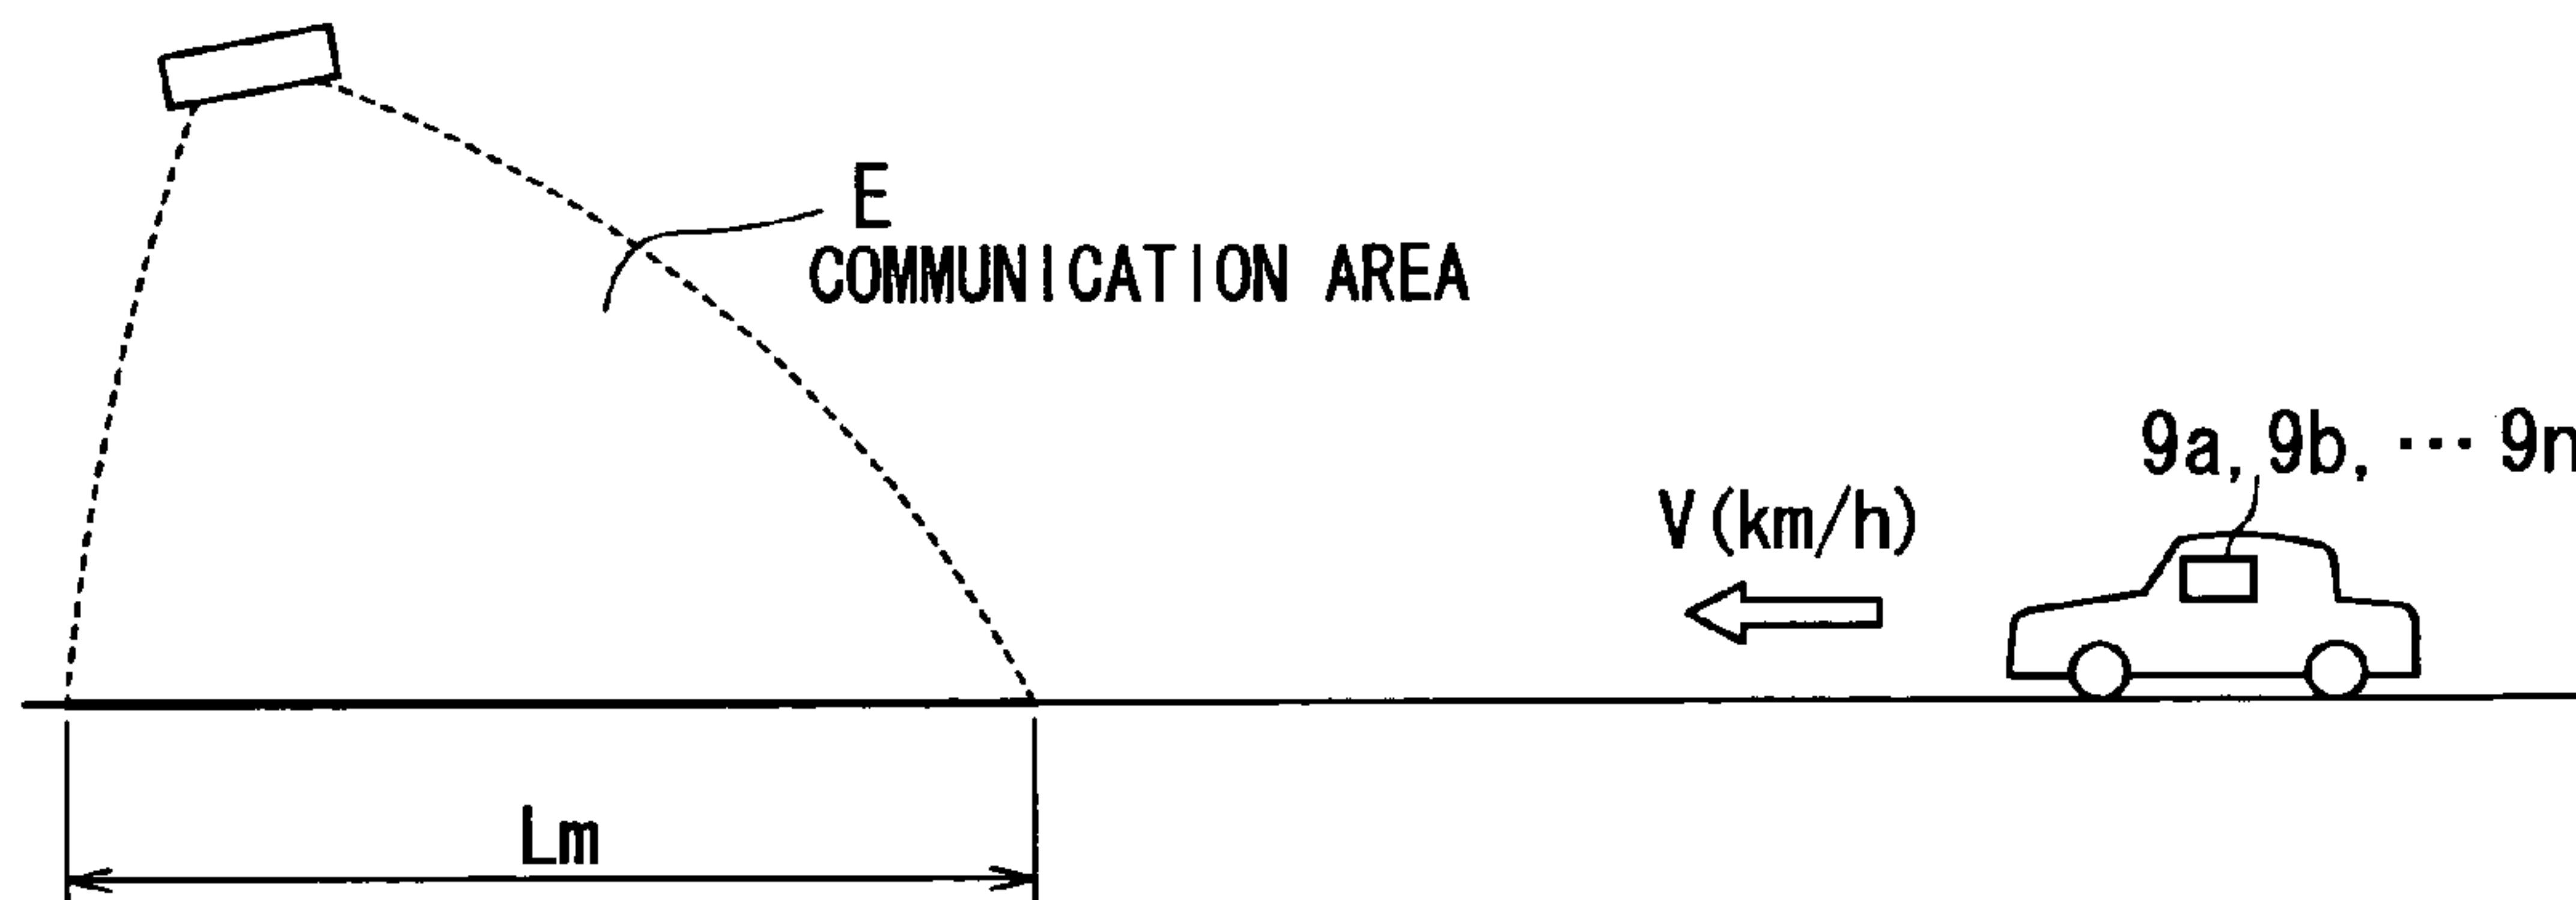 E
COMMUNICATION AREA
9a, 9b, ··· 9n
V(km/h)
Lm